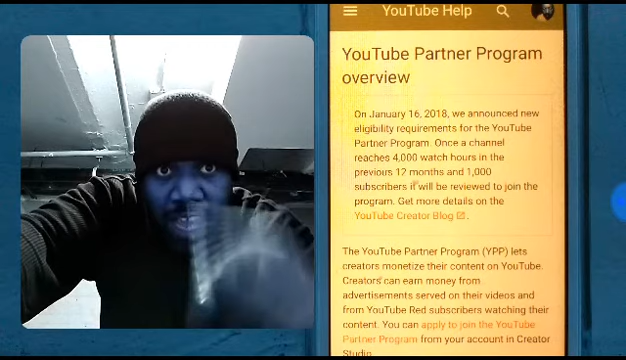 YouTube Help
YouTube Partner Program
overview
On January 16, 2018, we announced new
eligibility requirements for the YouTube
Partner Program. Once a channel
reaches 4,000 watch hours in the
previous 12 months and 1,000
subscribers it will be reviewed to join the
program. Get more details on the
YouTube Creator Blog.
The YouTube Partner Program (YPP) lets
creators monetize their content on YouTube.
Creators can earn money from
advertisements served on their videos and
from YouTube Red subscribers watching their
content. You can apply to join the YouTube
Partner Program from your account in Creator
Studio.